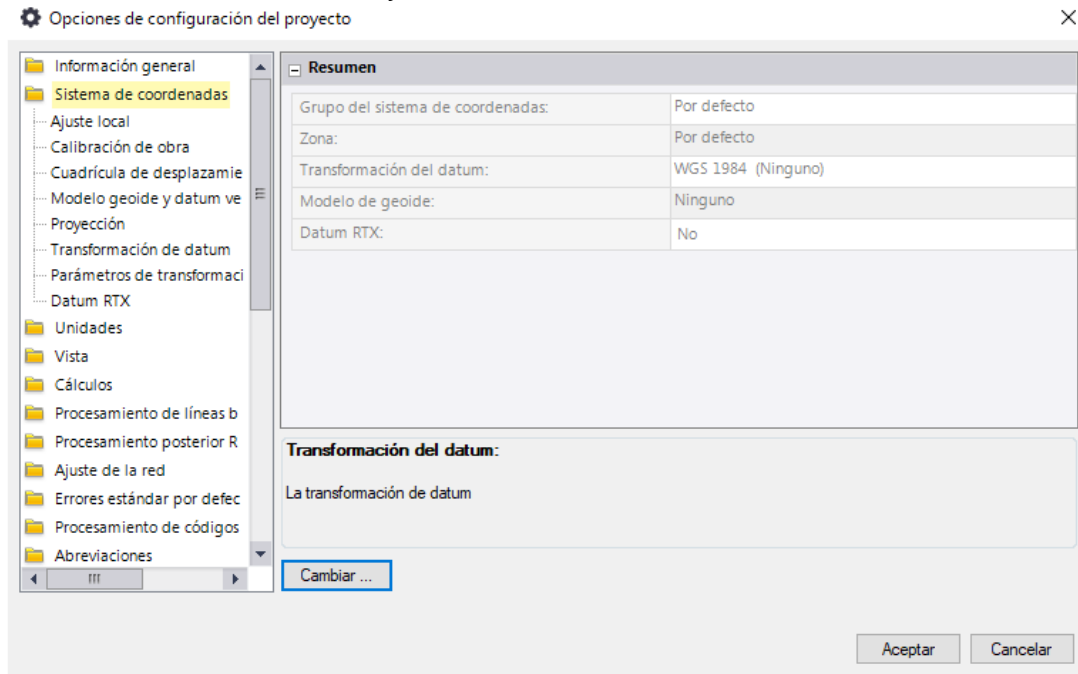 Opciones de configuración del proyecto
Información general
Sistema de coordenadas
Ajuste local
Calibración de obra
Cuadrícula de desplazamie
Modelo geoide y datum ve
Proyección
Transformación de datum
Parámetros de transformaci
Datum RTX
Unidades
Vista
Cálculos
Procesamiento de líneas b
Procesamiento posterior R
Ajuste de la red
Errores estándar por defec
Procesamiento de códigos
Abreviaciones
Resumen
Grupo del sistema de coordenadas: Por defecto
Zona: Por defecto
Transformación del datum: WGS 1984 (Ninguno)
Modelo de geoide: Ninguno
Datum RTX: No
Transformación del datum:
La transformación de datum
Cambiar ...
Aceptar Cancelar